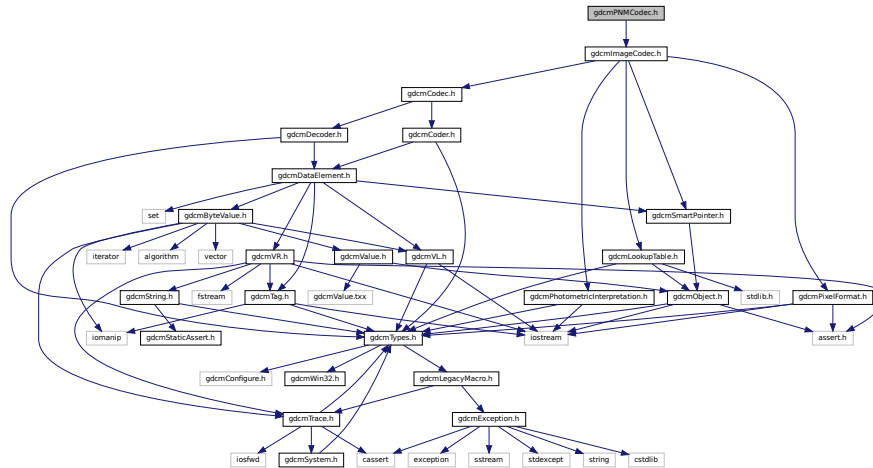 gdcmPNMCodec.h
gdcmImageCodec.h
gdcmCodec.h
gdcmDecoder.h
gdcmCoder.h
gdcmDataElement.h
set
gdcmByteValue.h
gdcmSmartPointer.h
iterator
algorithm
vector
gdcmVR.h
gdcmValue.h
gdcmVL.h
gdcmLookupTable.h
gdcmString.h
fstream
gdcmTag.h
gdcmValue.txx
gdcmPhotometricInterpretation.h
gdcmObject.h
stdlib.h
gdcmPixelFormat.h
iomanip
gdcmStaticAssert.h
gdcmTypes.h
iostream
assert.h
gdcmConfigure.h
gdcmWin32.h
gdcmLegacyMacro.h
gdcmTrace.h
gdcmException.h
iosfwd
gdcmSystem.h
cassert
exception
sstream
stdexcept
string
cstdlib